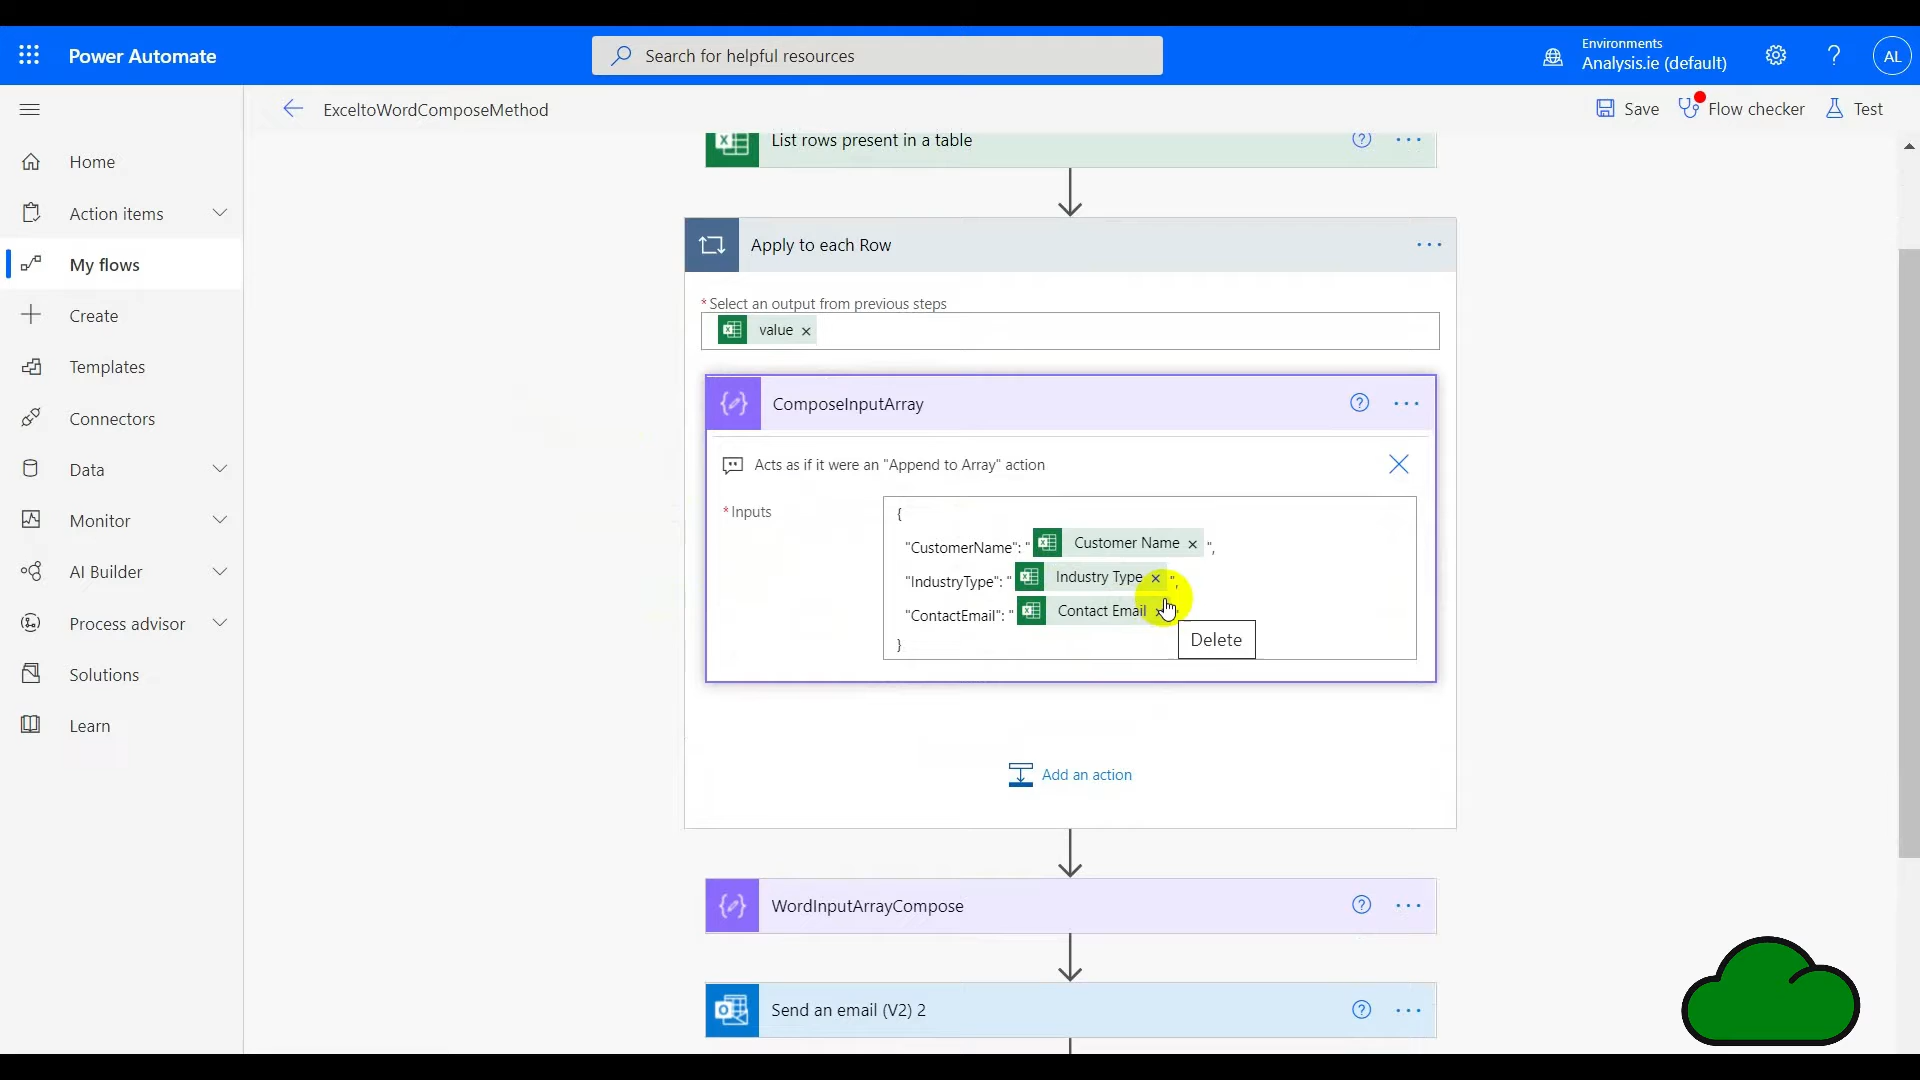 Power Automate
Search for helpful resources
Environments
Analysis.ie (default)
AL
ExceltoWordComposeMethod
Save
Flow checker
Test
Home
Action items
My flows
Create
Templates
Connectors
Data
Monitor
AI Builder
Process advisor
Solutions
Learn
List rows present in a table
Apply to each Row
* Select an output from previous steps
value
ComposeInputArray
Acts as if it were an "Append to Array" action
* Inputs
{
"CustomerName": " Customer Name ",
"IndustryType": " Industry Type ",
"ContactEmail": " Contact Email "
}
Delete
Add an action
WordInputArrayCompose
Send an email (V2) 2